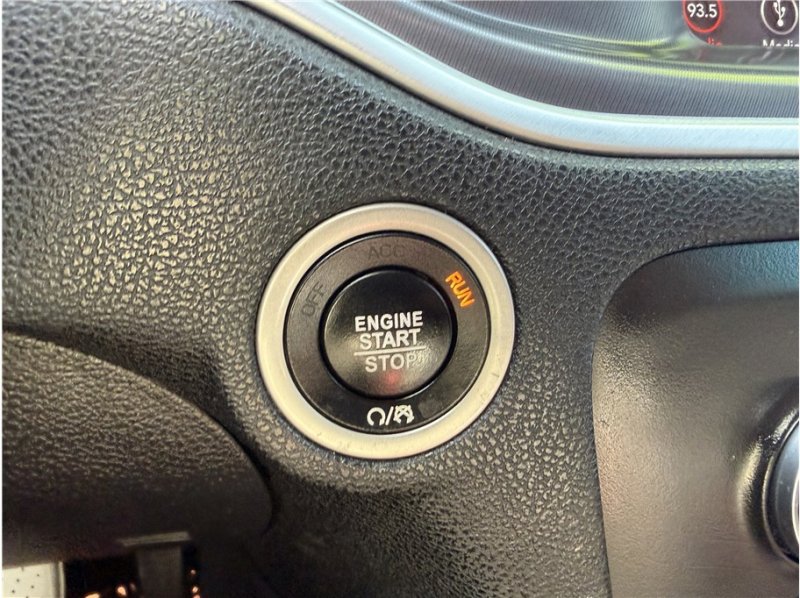 93.5
ACC
OFF
RUN
ENGINE
START
STOP